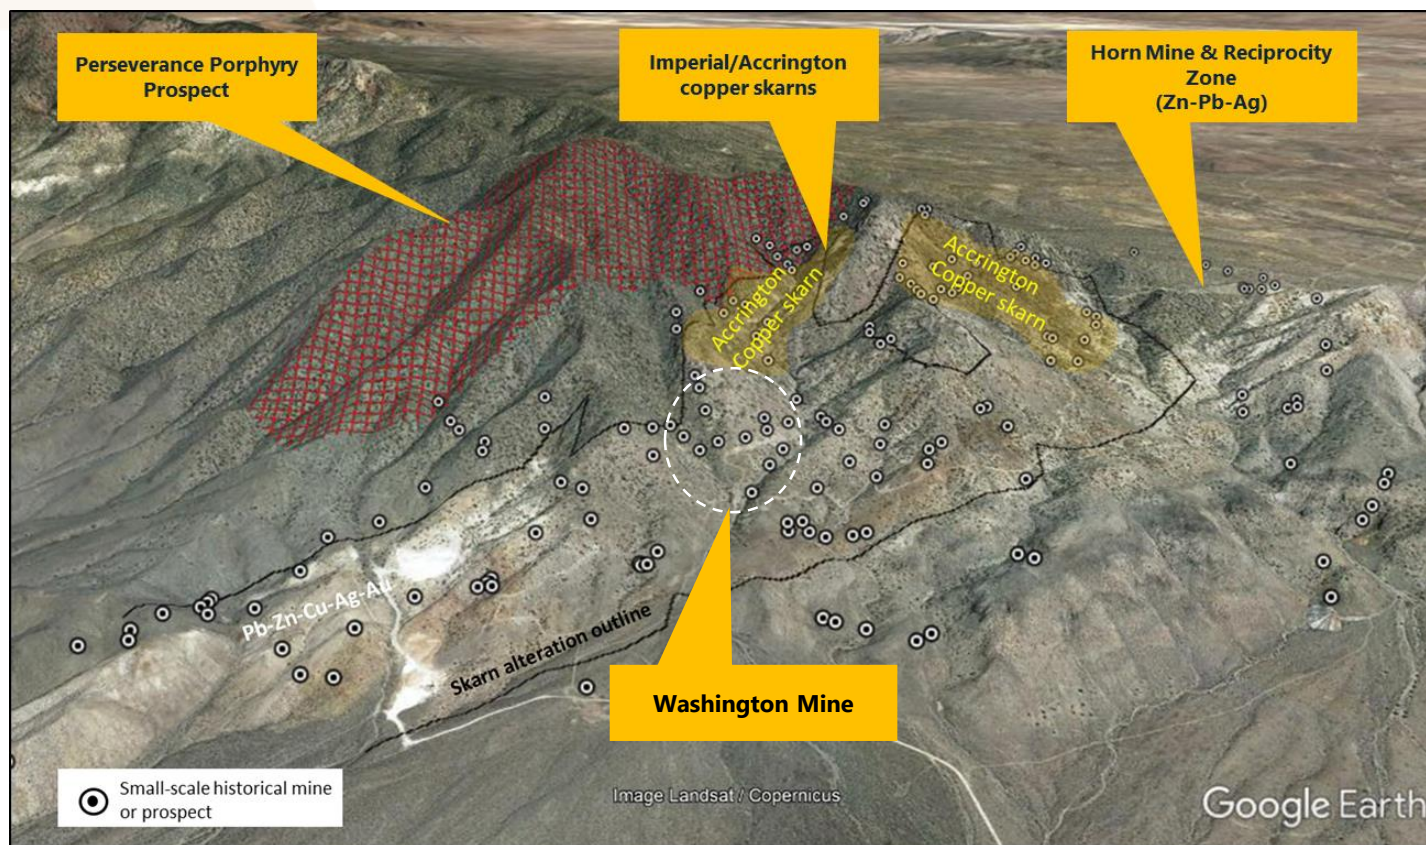 Perseverance Porphyry
Prospect
Imperial/Accrington
copper skarns
Horn Mine & Reciprocity
Zone
(Zn-Pb-Ag)
Accrington
Copper skarn
Accrington
Copper skarn
Pb-Zn-Cu-Ag-Au
Skarn alteration outline
Washington Mine
Small-scale historical mine
or prospect
Image Landsat / Copernicus
Google Earth